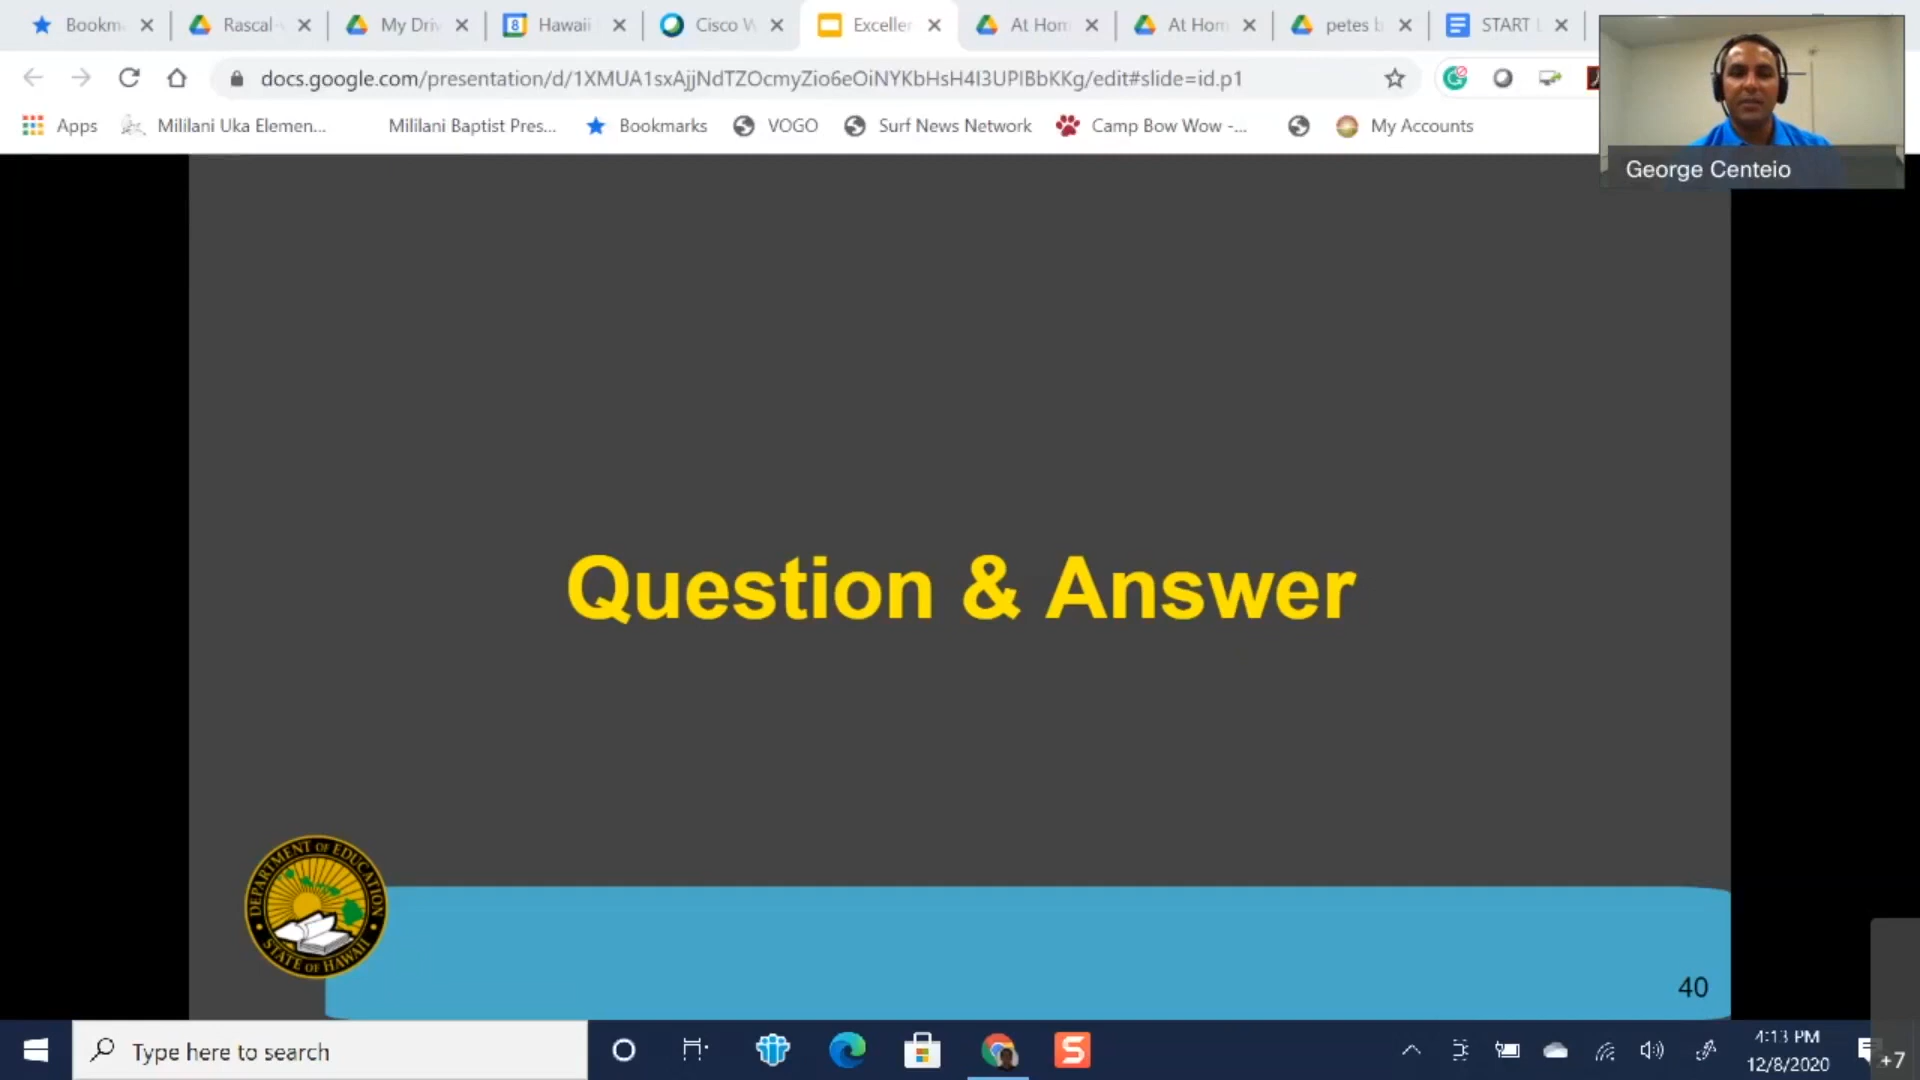 Bookm
Rascal-
My Driv
8
Hawaii
Cisco W
Exceller
At Hom
At Hom
petes b
START L
docs.google.com/presentation/d/1XMUA1sxAjjNdTZOcmyZio6eOiNYKbHsH4I3UPIBbKKg/edit#slide=id.p1
Apps
Mililani Uka Elemen...
Mililani Baptist Pres...
Bookmarks
VOGO
Surf News Network
Camp Bow Wow -...
My Accounts
George Centeio
Question & Answer
DEPARTMENT OF EDUCATION
STATE OF HAWAII
40
Type here to search
S
4:13 PM
12/8/2020
+7